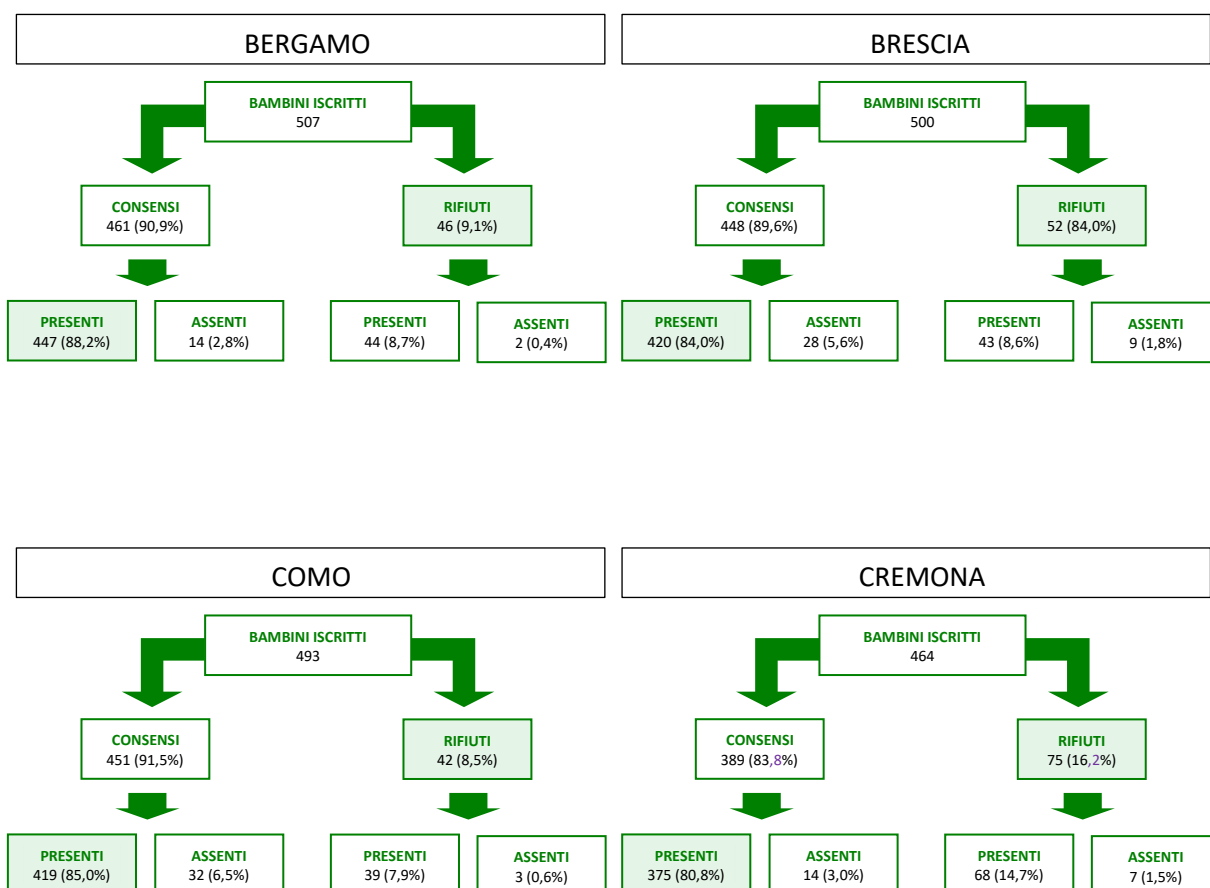 BERGAMO
BAMBINI ISCRITTI
507
CONSENSI
461 (90,9%)
RIFIUTI
46 (9,1%)
PRESENTI
447 (88,2%)
ASSENTI
14 (2,8%)
PRESENTI
44 (8,7%)
ASSENTI
2 (0,4%)
BRESCIA
BAMBINI ISCRITTI
500
CONSENSI
448 (89,6%)
RIFIUTI
52 (84,0%)
PRESENTI
420 (84,0%)
ASSENTI
28 (5,6%)
PRESENTI
43 (8,6%)
ASSENTI
9 (1,8%)
COMO
BAMBINI ISCRITTI
493
CONSENSI
451 (91,5%)
RIFIUTI
42 (8,5%)
PRESENTI
419 (85,0%)
ASSENTI
32 (6,5%)
PRESENTI
39 (7,9%)
ASSENTI
3 (0,6%)
CREMONA
BAMBINI ISCRITTI
464
CONSENSI
389 (83,8%)
RIFIUTI
75 (16,2%)
PRESENTI
375 (80,8%)
ASSENTI
14 (3,0%)
PRESENTI
68 (14,7%)
ASSENTI
7 (1,5%)